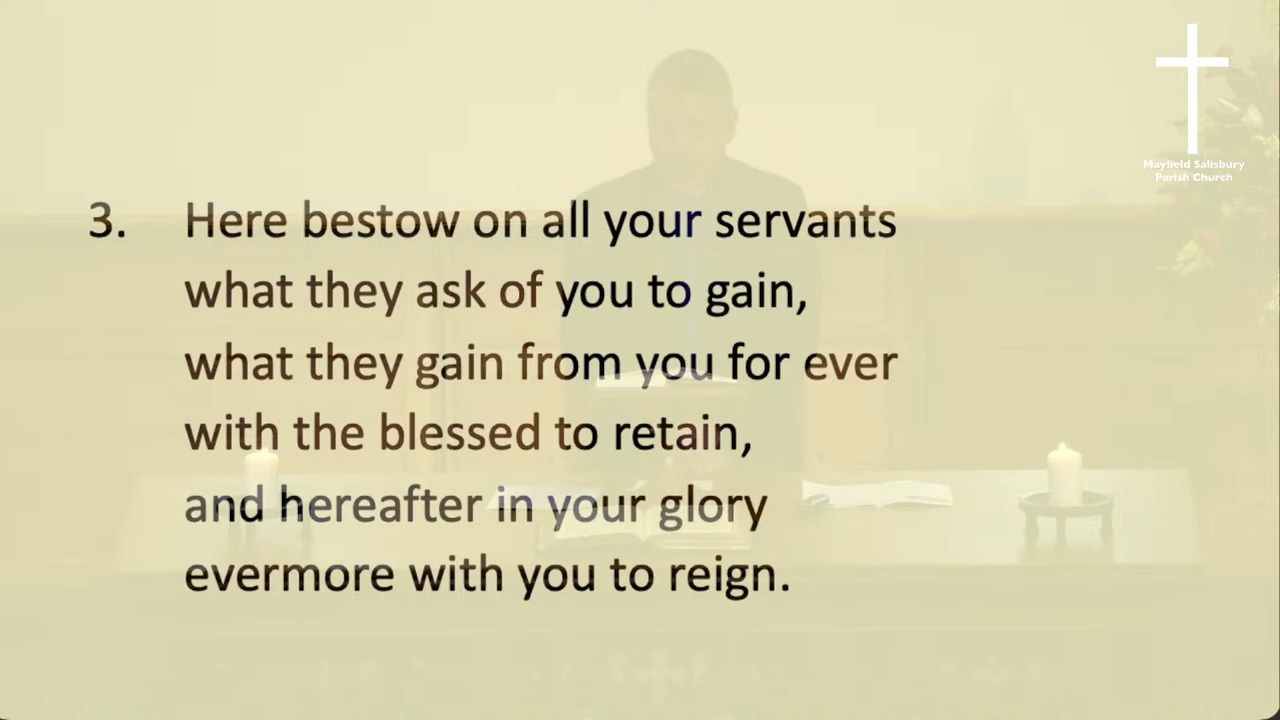 Mayfield Salisbury
Parish Church
3. Here bestow on all your servants
what they ask of you to gain,
what they gain from you for ever
with the blessed to retain,
and hereafter in your glory
evermore with you to reign.